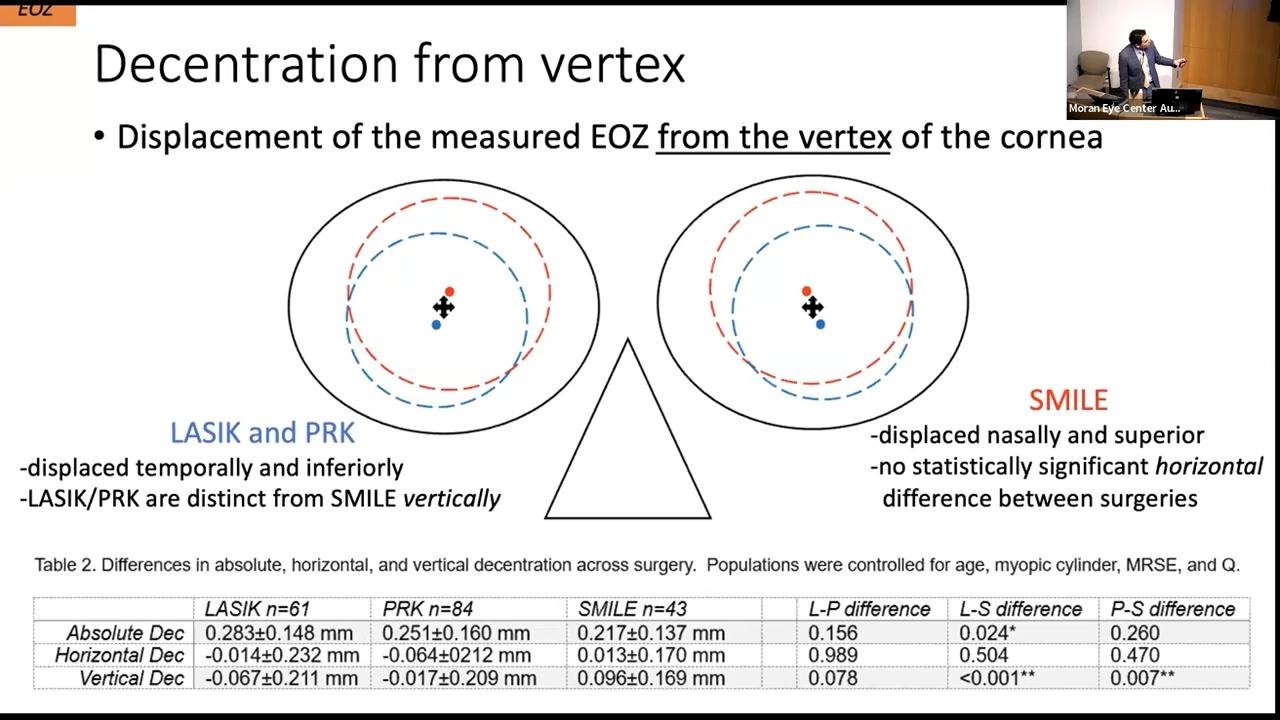 EOZ
Decentration from vertex
• Displacement of the measured EOZ from the vertex of the cornea
Moran Eye Center Au...
LASIK and PRK
-displaced temporally and inferiorly
-LASIK/PRK are distinct from SMILE vertically
SMILE
-displaced nasally and superior
-no statistically significant horizontal
difference between surgeries
Table 2. Differences in absolute, horizontal, and vertical decentration across surgery. Populations were controlled for age, myopic cylinder, MRSE, and Q.
LASIK n=61 PRK n=84 SMILE n=43 L-P difference L-S difference P-S difference
Absolute Dec 0.283±0.148 mm 0.251±0.160 mm 0.217±0.137 mm 0.156 0.024* 0.260
Horizontal Dec -0.014±0.232 mm -0.064±0212 mm 0.013±0.170 mm 0.989 0.504 0.470
Vertical Dec -0.067±0.211 mm -0.017±0.209 mm 0.096±0.169 mm 0.078 <0.001** 0.007**